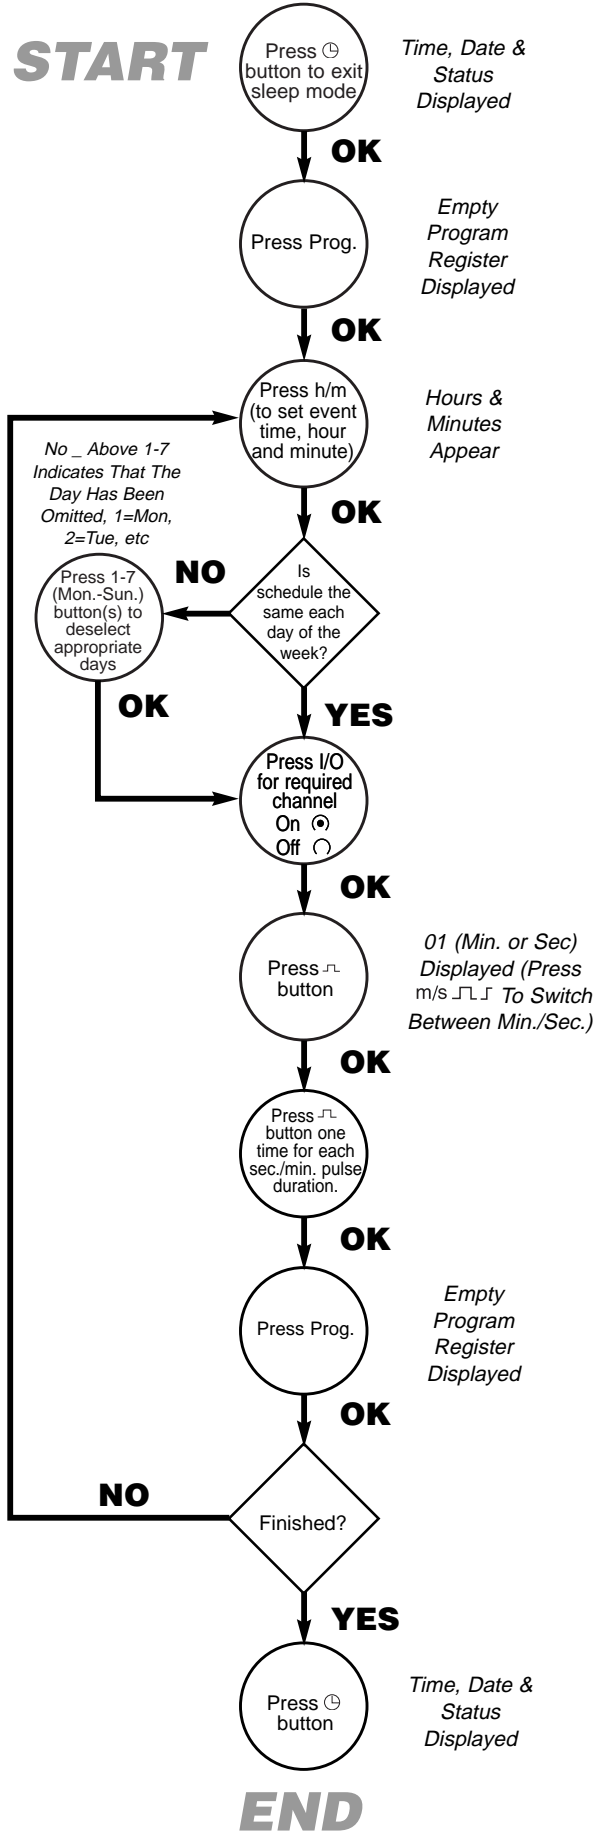 START
Press
button to exit
sleep mode
Time, Date &
Status
Displayed
OK
Press Prog.
Empty
Program
Register
Displayed
OK
Press h/m
(to set event
time, hour
and minute)
Hours &
Minutes
Appear
No _ Above 1-7
Indicates That The
Day Has Been
Omitted, 1=Mon,
2=Tue, etc
OK
Is
schedule the
same each
day of the
week?
NO
Press 1-7
(Mon.-Sun.)
button(s) to
deselect
appropriate
days
OK
YES
Press I/O
for required
channel
On
Off
OK
Press
button
01 (Min. or Sec)
Displayed (Press
m/s To Switch
Between Min./Sec.)
OK
Press
button one
time for each
sec./min. pulse
duration.
OK
Press Prog.
Empty
Program
Register
Displayed
OK
NO
Finished?
YES
Press
button
Time, Date &
Status
Displayed
END